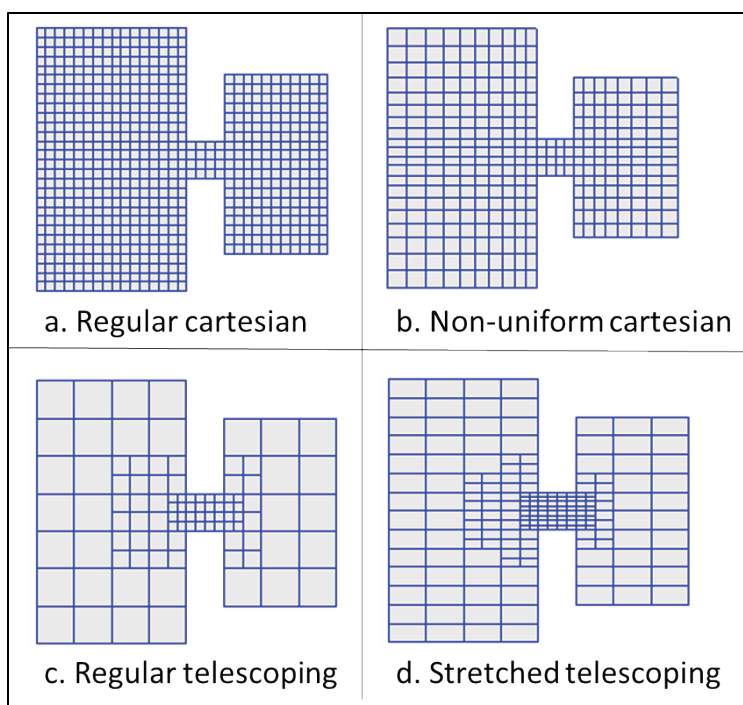 a. Regular cartesian
b. Non-uniform cartesian
c. Regular telescoping
d. Stretched telescoping